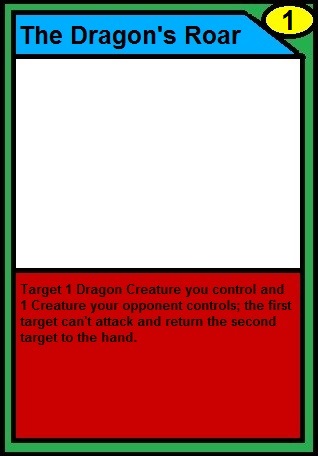 The Dragon's Roar
1
Target 1 Dragon Creature you control and
1 Creature your opponent controls; the first
target can't attack and return the second
target to the hand.